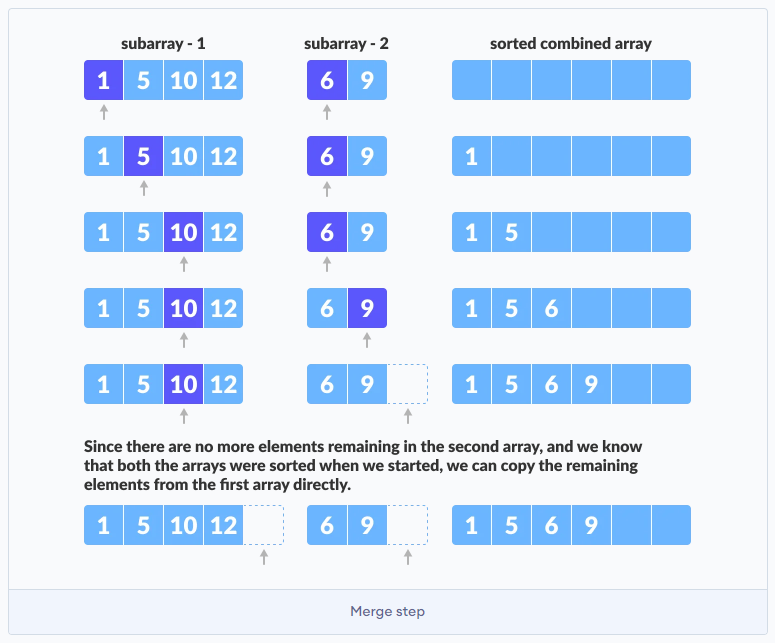 subarray - 1 subarray - 2 sorted combined array
1 5 10 12 6 9
1 5 10 12 6 9 1
1 5 10 12 6 9 1 5
1 5 10 12 6 9 1 5 6
1 5 10 12 6 9 1 5 6 9
Since there are no more elements remaining in the second array, and we know
that both the arrays were sorted when we started, we can copy the remaining
elements from the first array directly.
1 5 10 12 6 9 1 5 6 9
Merge step